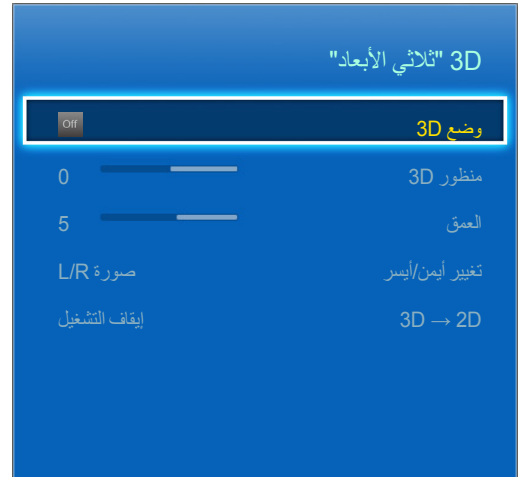 3D "ثلاثي الأبعاد"
وضع 3D Off
منظور 3D 0
العمق 5
تغيير أيمن/أيسر صورة L/R
3D → 2D إيقاف التشغيل